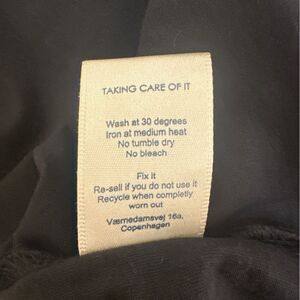 TAKING CARE OF IT
Wash at 30 degrees
Iron at medium heat
No tumble dry
No bleach
Fix it
Re-sell if you do not use it
Recycle when completly
worn out
Værnedamsvej 16a,
Copenhagen